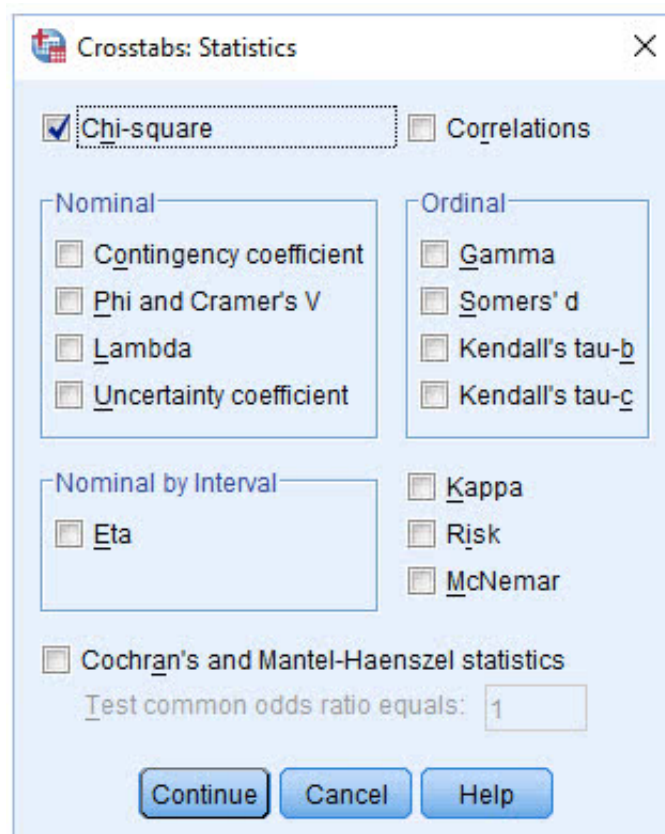 Crosstabs: Statistics
Chi-square
Correlations
Nominal
Contingency coefficient
Phi and Cramer's V
Lambda
Uncertainty coefficient
Ordinal
Gamma
Somers' d
Kendall's tau-b
Kendall's tau-c
Nominal by Interval
Eta
Kappa
Risk
McNemar
Cochran's and Mantel-Haenszel statistics
Test common odds ratio equals: 1
Continue
Cancel
Help